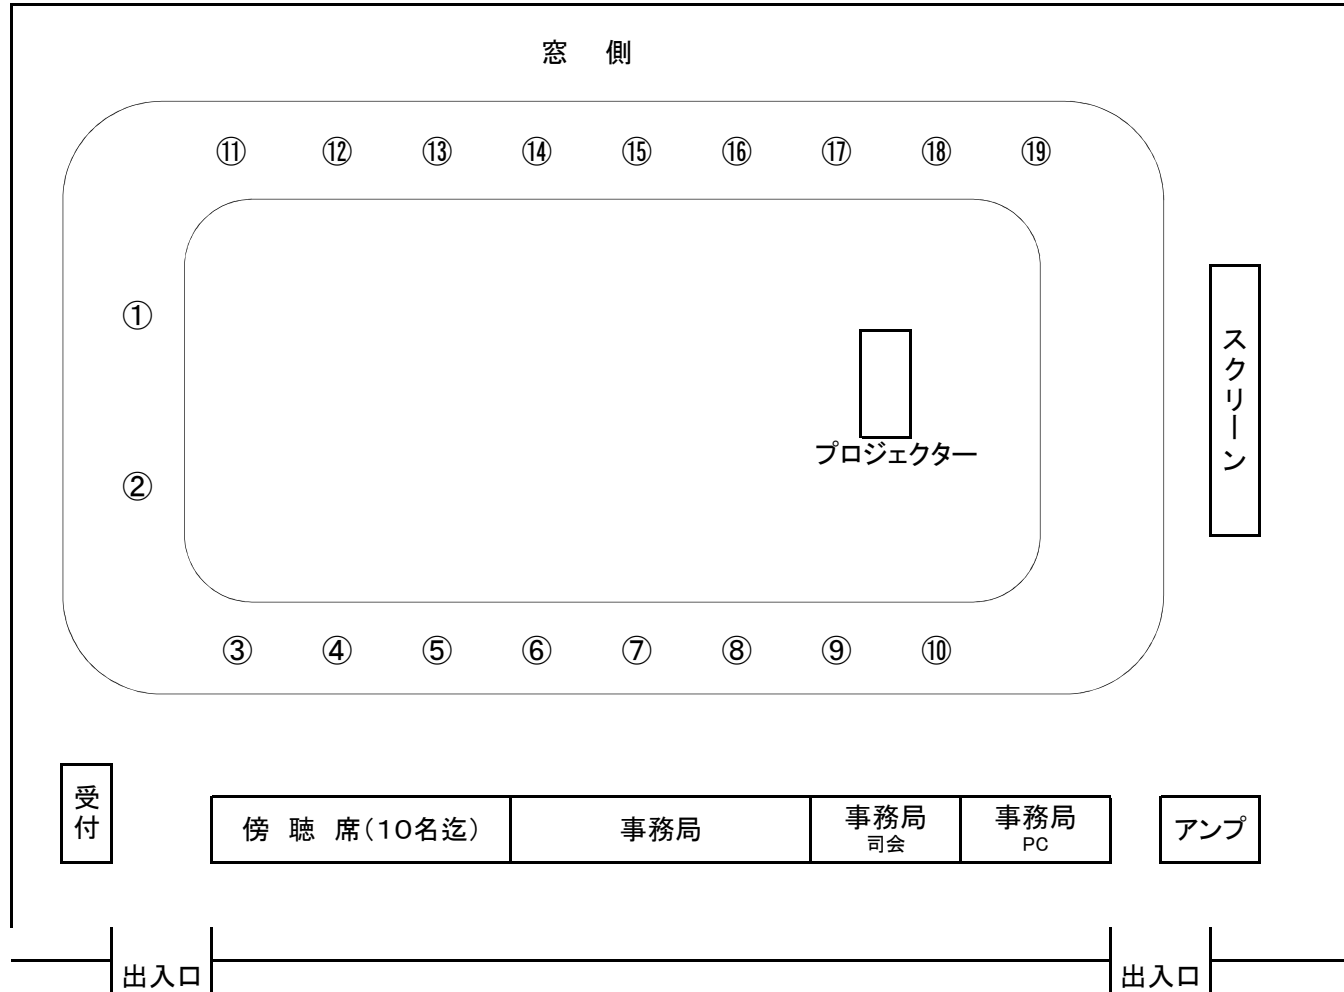 窓　側
⑪ ⑫ ⑬ ⑭ ⑮ ⑯ ⑰ ⑱ ⑲
①
スクリーン
プロジェクター
②
③ ④ ⑤ ⑥ ⑦ ⑧ ⑨ ⑩
受付
傍 聴 席(10名迄)
事務局
事務局
司会
事務局
PC
アンプ
出入口
出入口